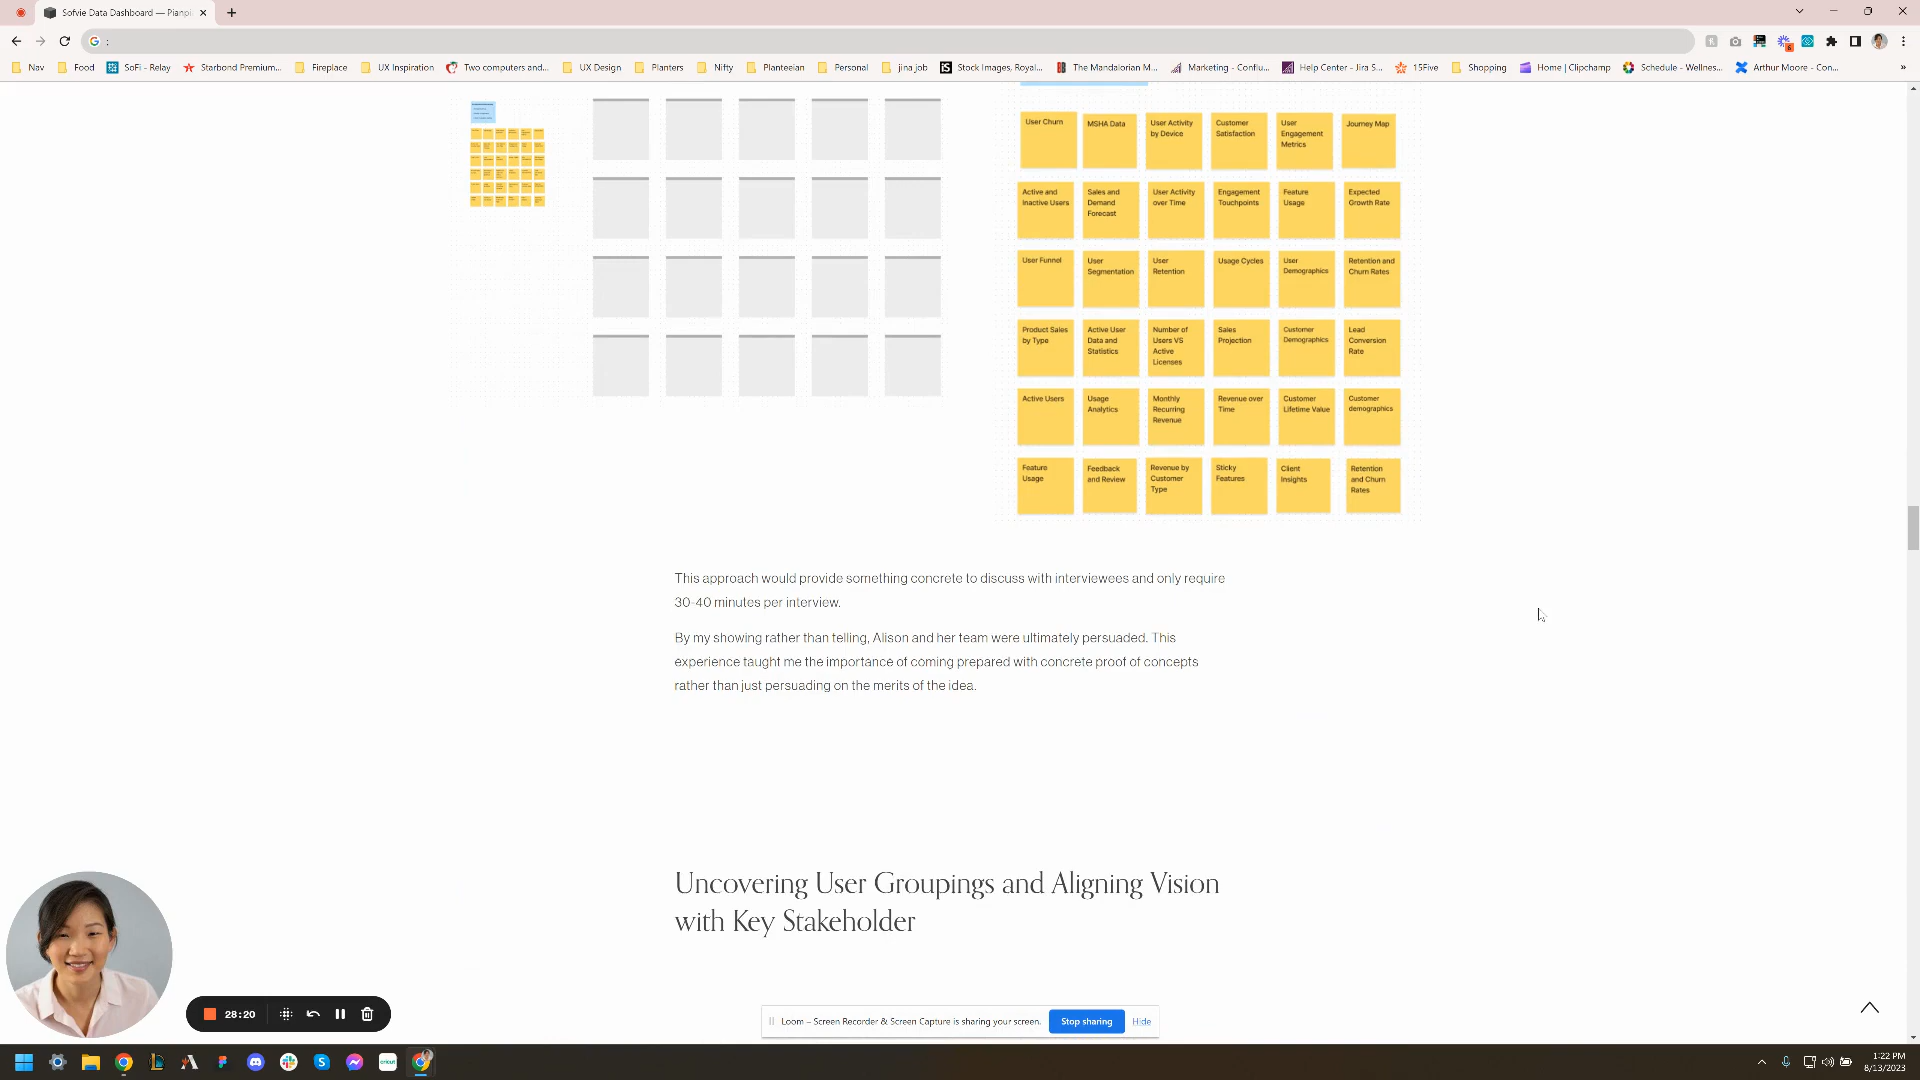 Sofvie Data Dashboard — Pianpi
:
Nav
Food
SoFi - Relay
Starbond Premium...
Fireplace
UX Inspiration
Two computers and...
UX Design
Planters
Nifty
Planteeian
Personal
jina job
Stock Images, Royal...
The Mandalorian M...
Marketing - Conflu...
Help Center - Jira S...
15Five
Shopping
Home | Clipchamp
Schedule - Wellnes...
Arthur Moore - Con...
»
User Churn
MSHA Data
User Activity
by Device
Customer
Satisfaction
User
Engagement
Metrics
Journey Map
Active and
Inactive Users
Sales and
Demand
Forecast
User Activity
over Time
Engagement
Touchpoints
Feature
Usage
Expected
Growth Rate
User Funnel
User
Segmentation
User
Retention
Usage Cycles
User
Demographics
Retention and
Churn Rates
Product Sales
by Type
Active User
Data and
Statistics
Number of
Users VS
Active
Licenses
Sales
Projection
Customer
Demographics
Lead
Conversion
Rate
Active Users
Usage
Analytics
Monthly
Recurring
Revenue
Revenue over
Time
Customer
Lifetime Value
Customer
demographics
Feature
Usage
Feedback
and Review
Revenue by
Customer
Type
Sticky
Features
Client
Insights
Retention
and Churn
Rates
This approach would provide something concrete to discuss with interviewees and only require
30-40 minutes per interview.
By my showing rather than telling, Alison and her team were ultimately persuaded. This
experience taught me the importance of coming prepared with concrete proof of concepts
rather than just persuading on the merits of the idea.
Uncovering User Groupings and Aligning Vision
with Key Stakeholder
28:20
Loom – Screen Recorder & Screen Capture is sharing your screen.
Stop sharing
Hide
cricut
1:22 PM
8/13/2023